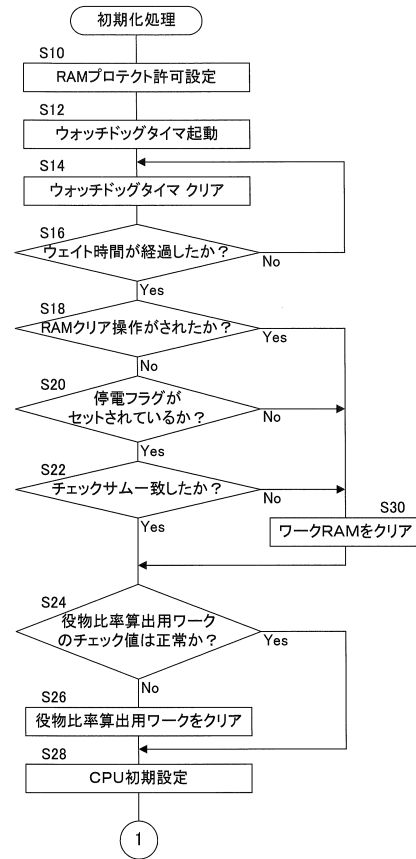 初期化処理
S10
RAMプロテクト許可設定
S12
ウォッチドッグタイマ起動
S14
ウォッチドッグタイマ クリア
S16
ウェイト時間が経過したか？
No
Yes
S18
RAMクリア操作がされたか？
Yes
No
S20
停電フラグが
セットされているか？
No
Yes
S22
チェックサム一致したか？
No
Yes
S30
ワークRAMをクリア
S24
役物比率算出用ワーク
のチェック値は正常か？
Yes
No
S26
役物比率算出用ワークをクリア
S28
CPU初期設定
1